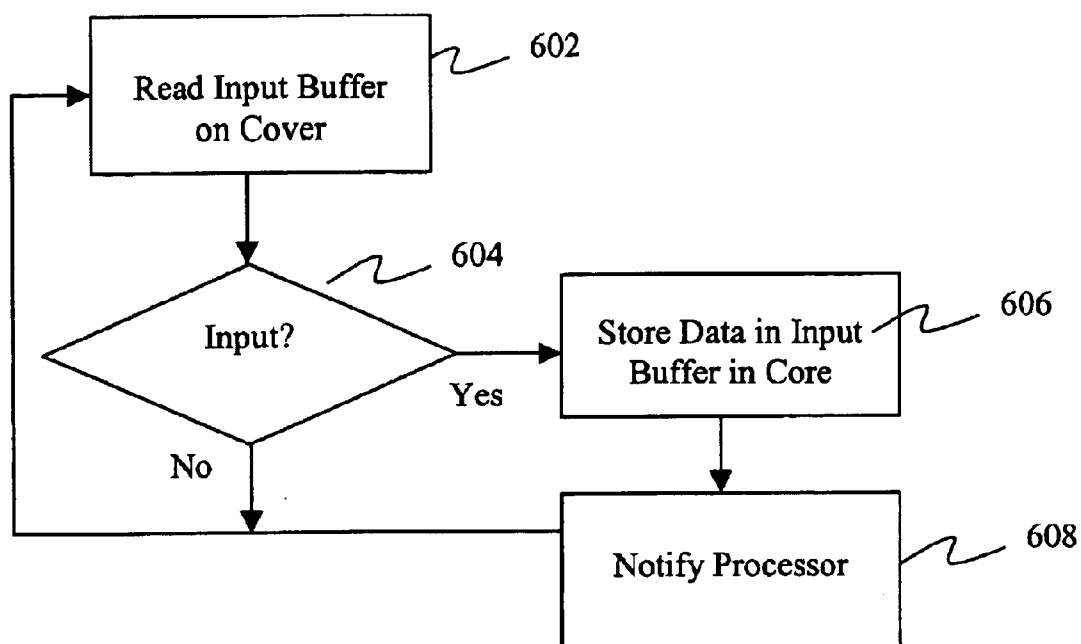 Read Input Buffer
on Cover
602
Input?
604
Yes
No
Store Data in Input
Buffer in Core
606
Notify Processor
608